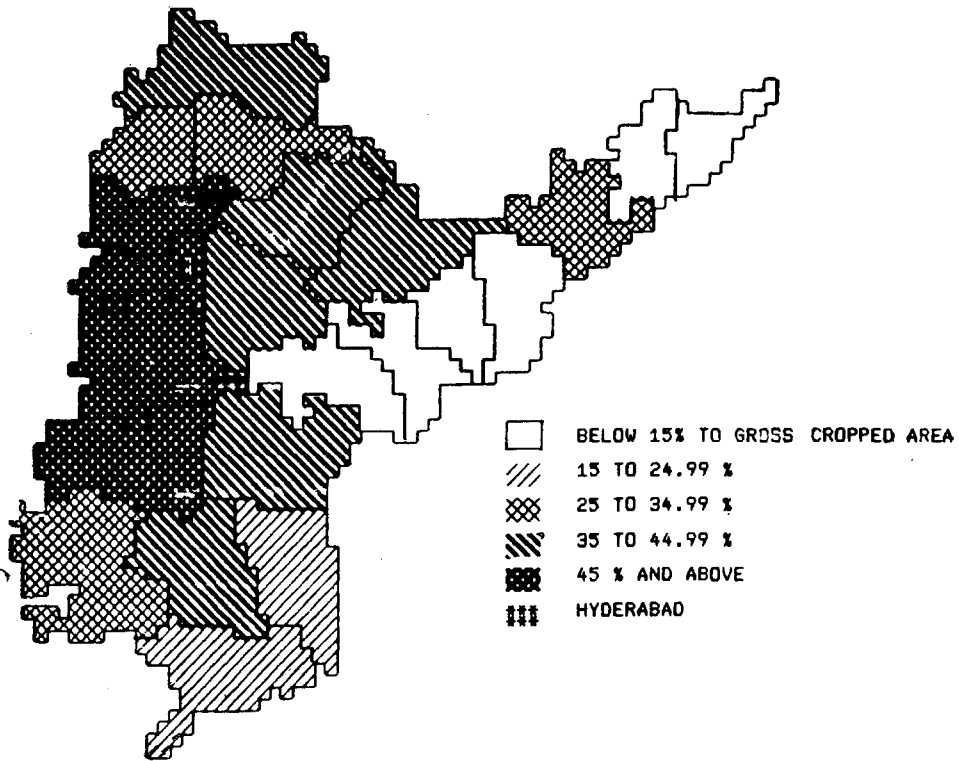 BELOW 15% TO GROSS CROPPED AREA
15 TO 24.99 %
25 TO 34.99 %
35 TO 44.99 %
45 % AND ABOVE
HYDERABAD